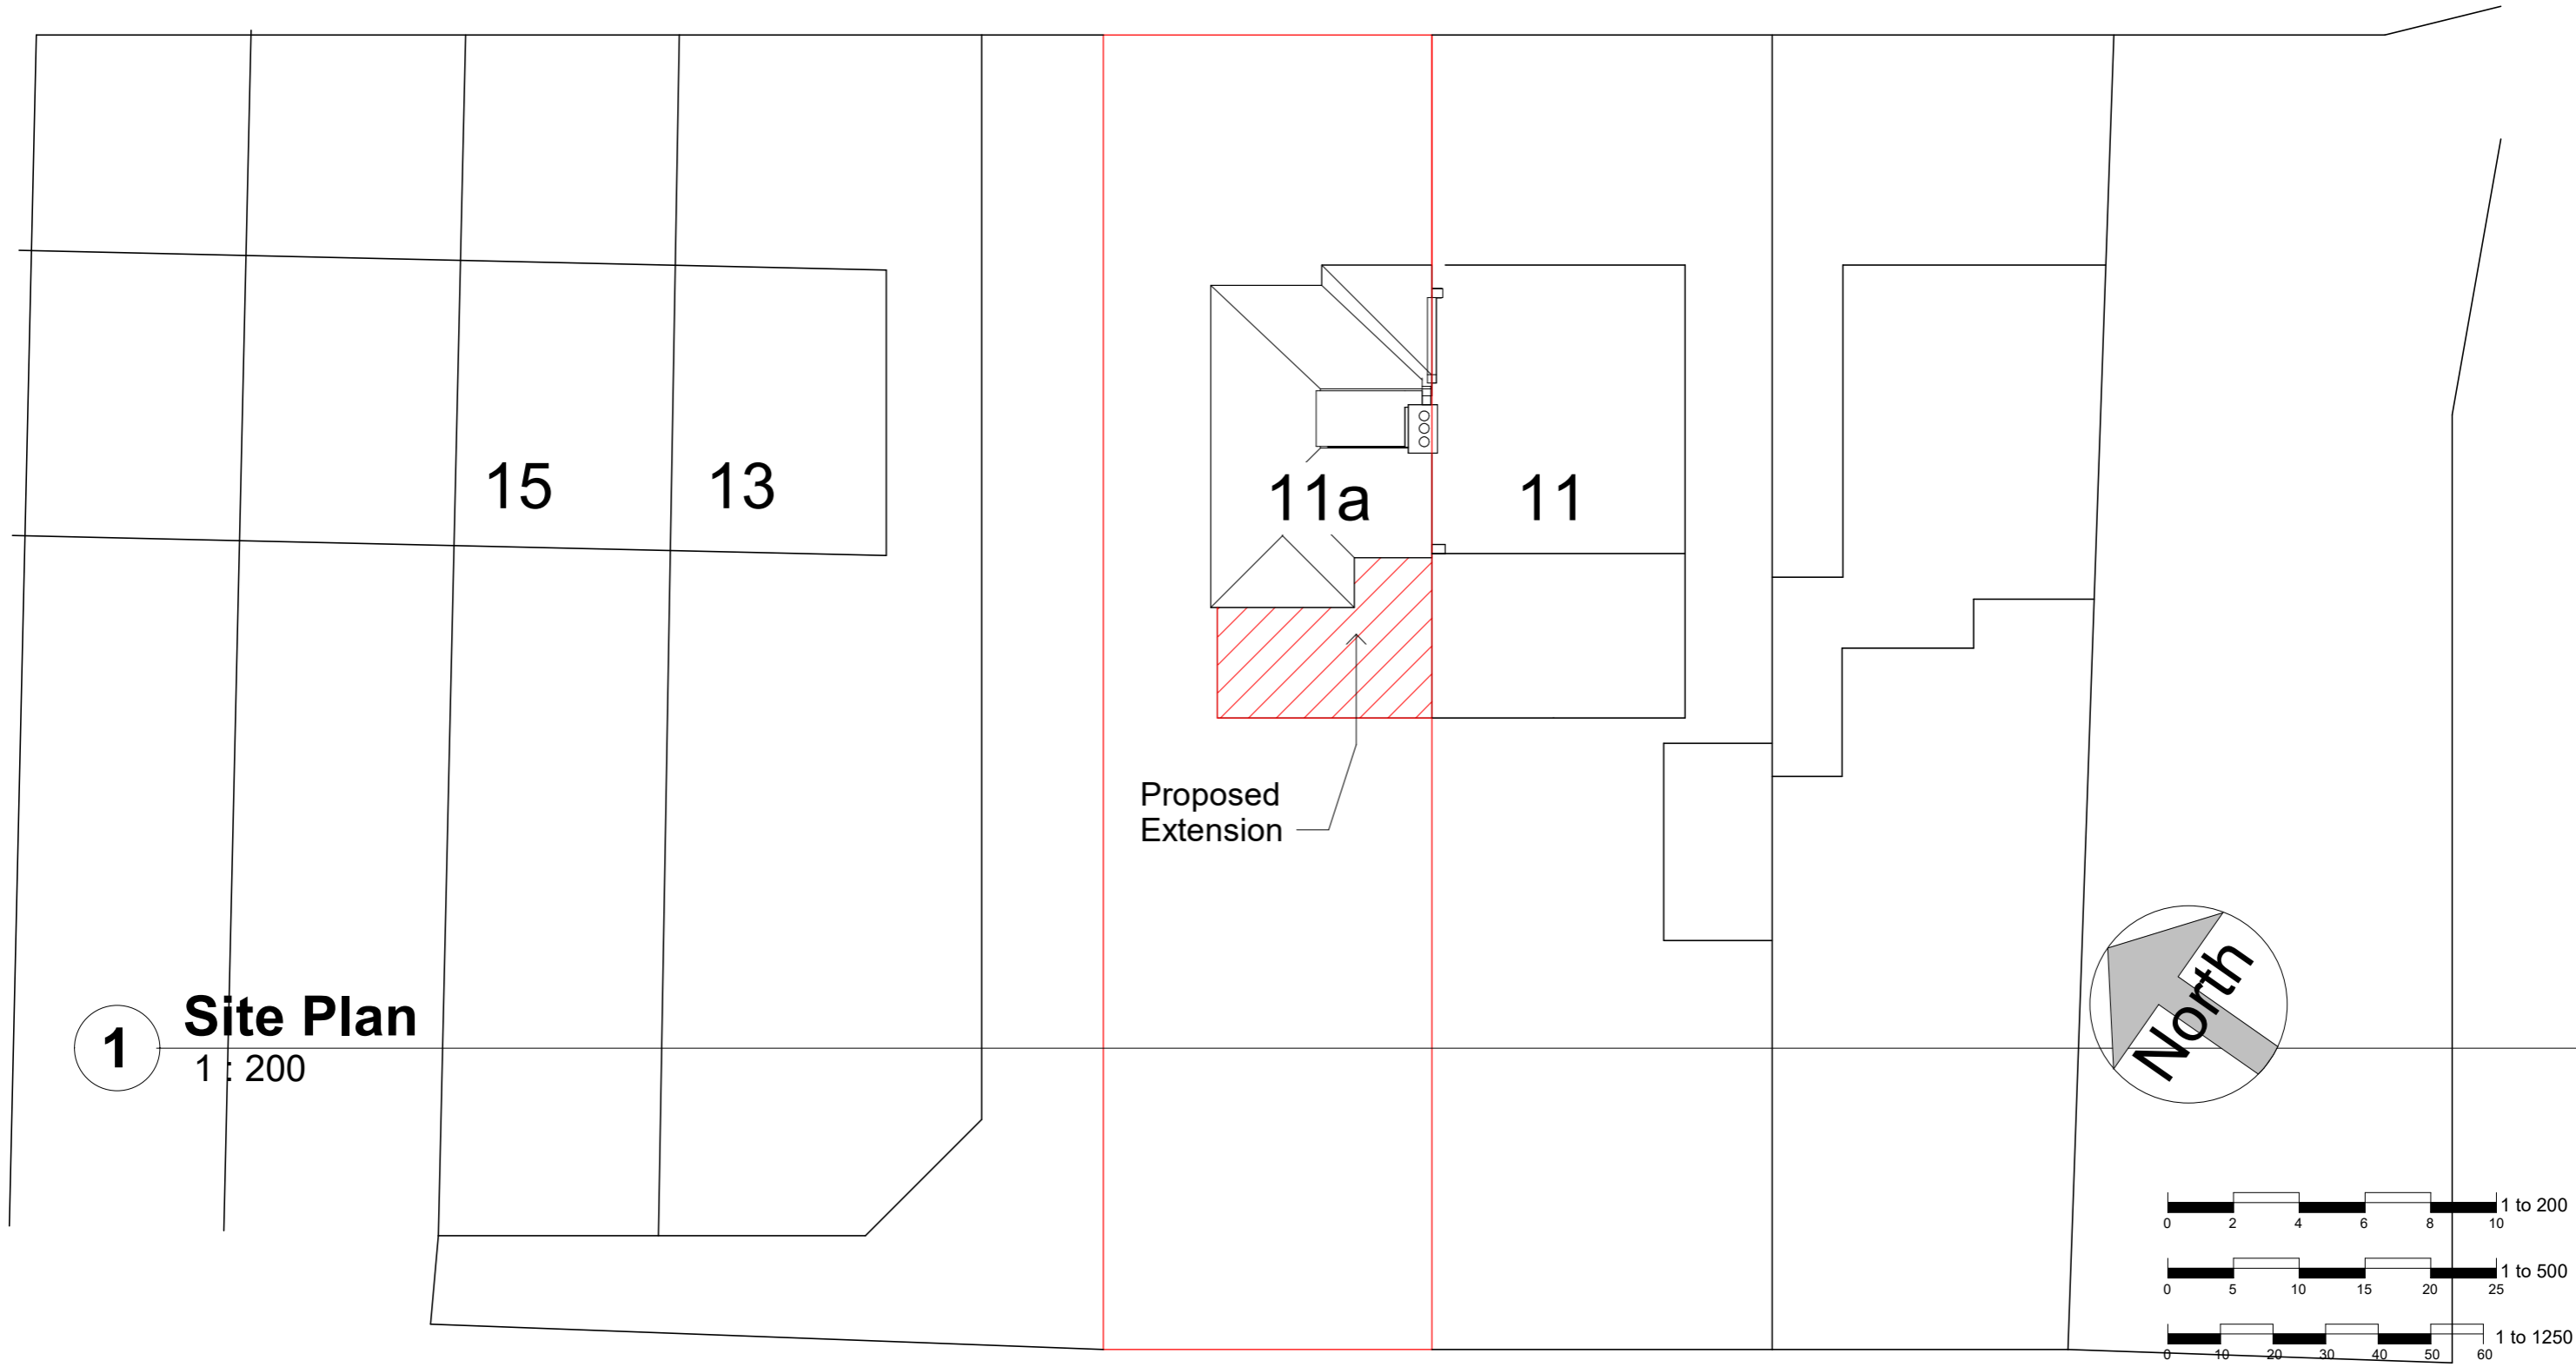 15
13
11a
11
Proposed
Extension
1
Site Plan
1 : 200
North
1 to 200
0 2 4 6 8 10
1 to 500
0 5 10 15 20 25
1 to 1250
0 10 20 30 40 50 60